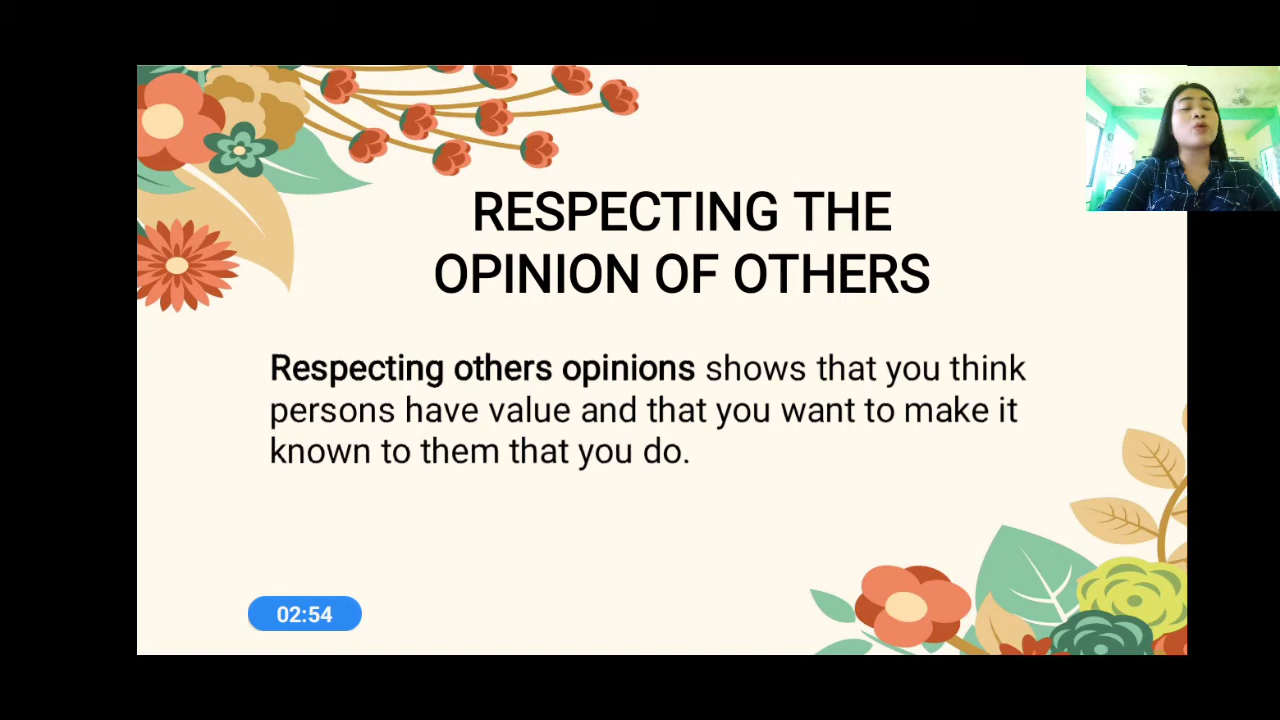 RESPECTING THE
OPINION OF OTHERS
Respecting others opinions shows that you think
persons have value and that you want to make it
known to them that you do.
02:54